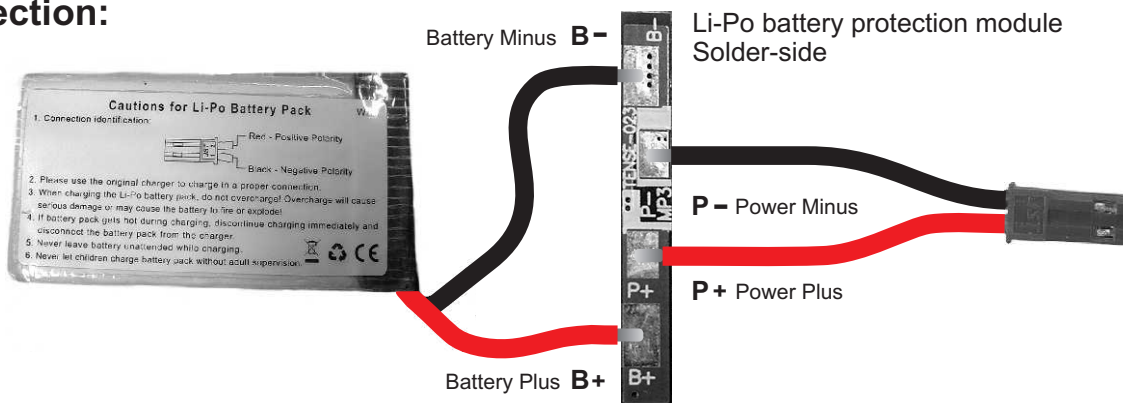 ection:
Battery Minus B-
Li-Po battery protection module
Solder-side
B-
Cautions for Li-Po Battery Pack
1. Connection identification:
Red - Positive Polarity
Black - Negative Polarity
2. Please use the original charger to charge in a proper connection.
3. When charging the Li-Po battery pack, do not overcharge! Overcharge will cause
serious damage or may cause the battery to fire or explode!
4. If battery pack gets hot during charging, discontinue charging immediately and
disconnect the battery pack from the charger.
5. Never leave battery unattended while charging.
6. Never let children charge battery pack without adult supervision.
CE
TENSE-023
P-
MP3
P- Power Minus
P+
P+ Power Plus
Battery Plus B+
B+